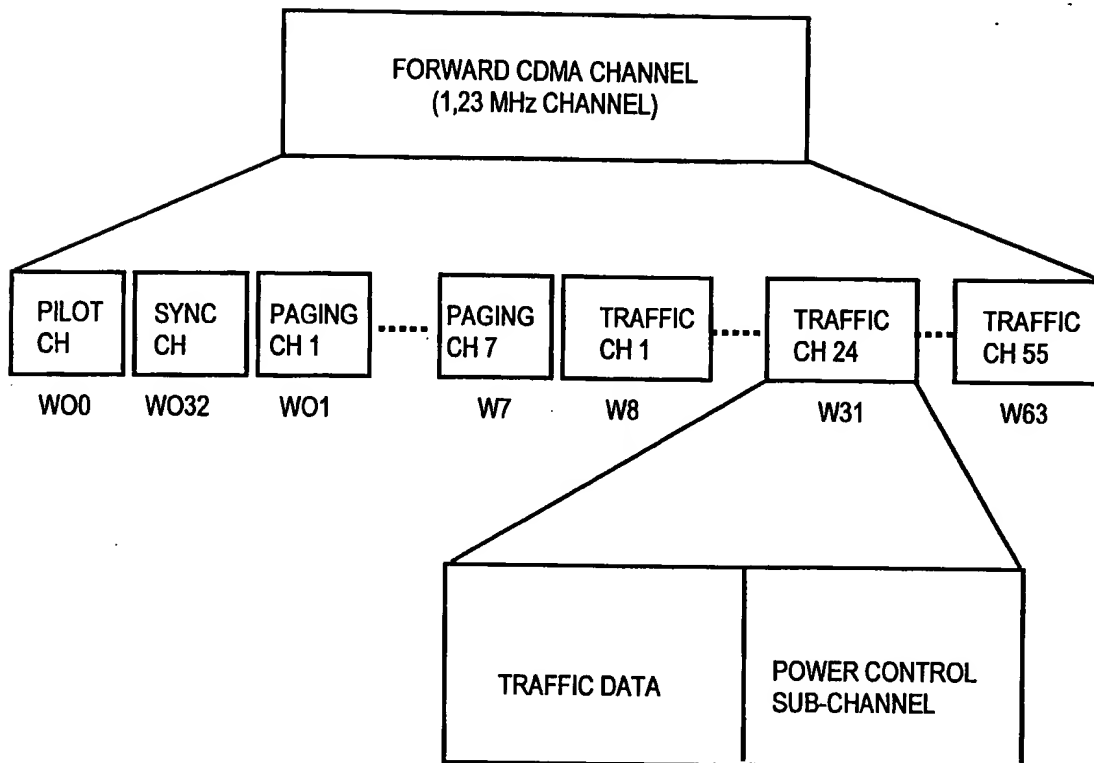 FORWARD CDMA CHANNEL
(1,23 MHz CHANNEL)
PILOT
CH
SYNC
CH
PAGING
CH 1
PAGING
CH 7
TRAFFIC
CH 1
TRAFFIC
CH 24
TRAFFIC
CH 55
WO0
WO32
WO1
W7
W8
W31
W63
TRAFFIC DATA
POWER CONTROL
SUB-CHANNEL